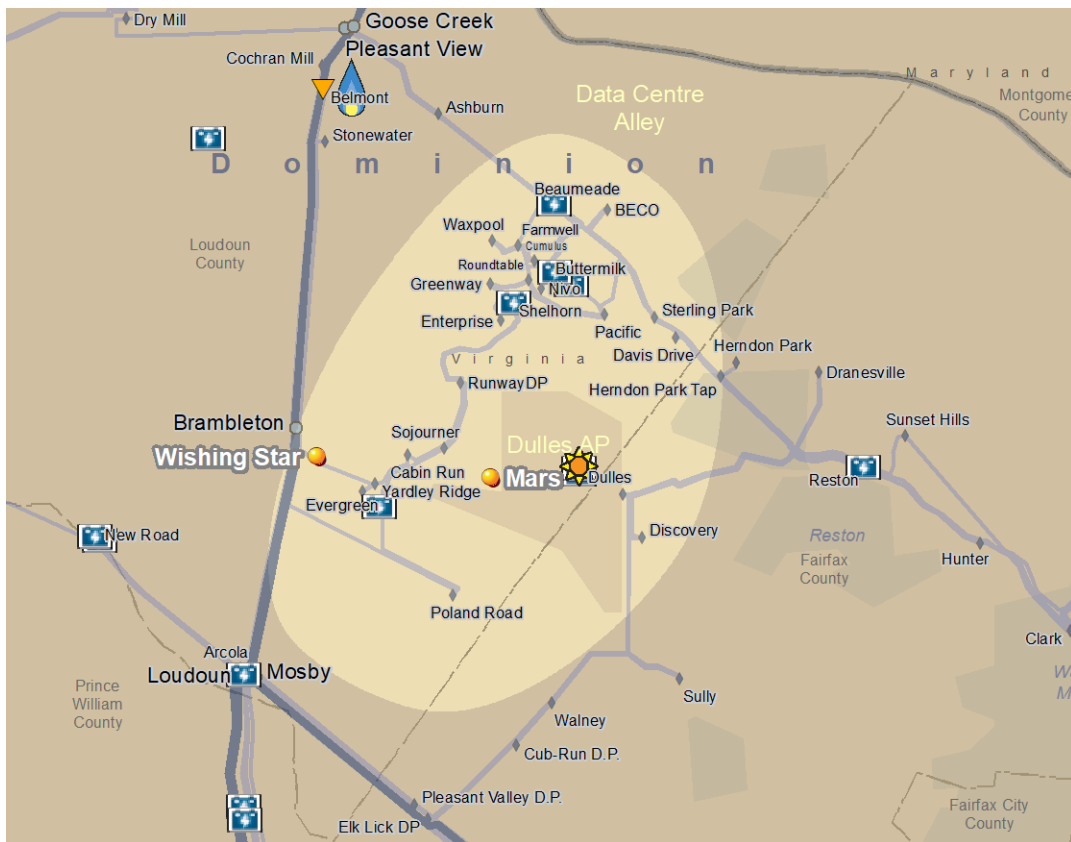 Dry Mill
Goose Creek
Pleasant View
Cochran Mill
Belmont
Ashburn
Stonewater
Data Centre
Alley
Maryland
Montgome
County
Dominion
Loudoun
County
Beaumeade
BECO
Waxpool
Farmwell
Cumulus
Roundtable
Buttermilk
Greenway
Nivo
Shelhorn
Enterprise
Pacific
Sterling Park
Virginia
Davis Drive
Herndon Park
RunwayDP
Herndon Park Tap
Dranesville
Brambleton
Sunset Hills
Wishing Star
Sojourner
Dulles AP
Cabin Run
Mars
Dulles
Reston
Yardley Ridge
Evergreen
New Road
Discovery
Reston
Fairfax
County
Hunter
Poland Road
Clark
Arcola
Loudoun
Mosby
Prince
William
County
Sully
Walney
Cub-Run D.P.
Pleasant Valley D.P.
Elk Lick DP
Fairfax City
County